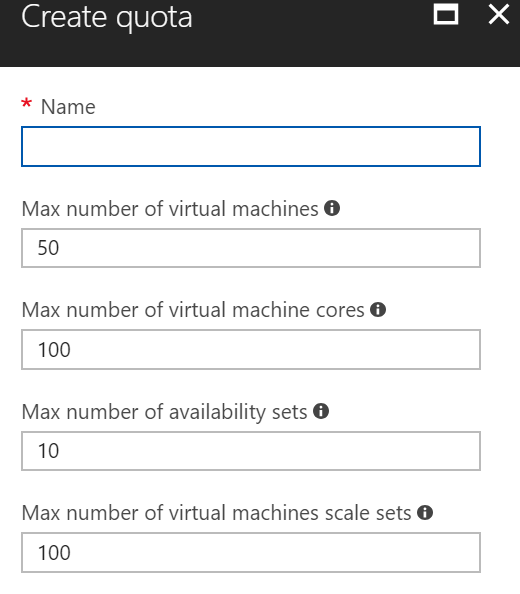 Create quota
* Name
Max number of virtual machines
50
Max number of virtual machine cores
100
Max number of availability sets
10
Max number of virtual machines scale sets
100